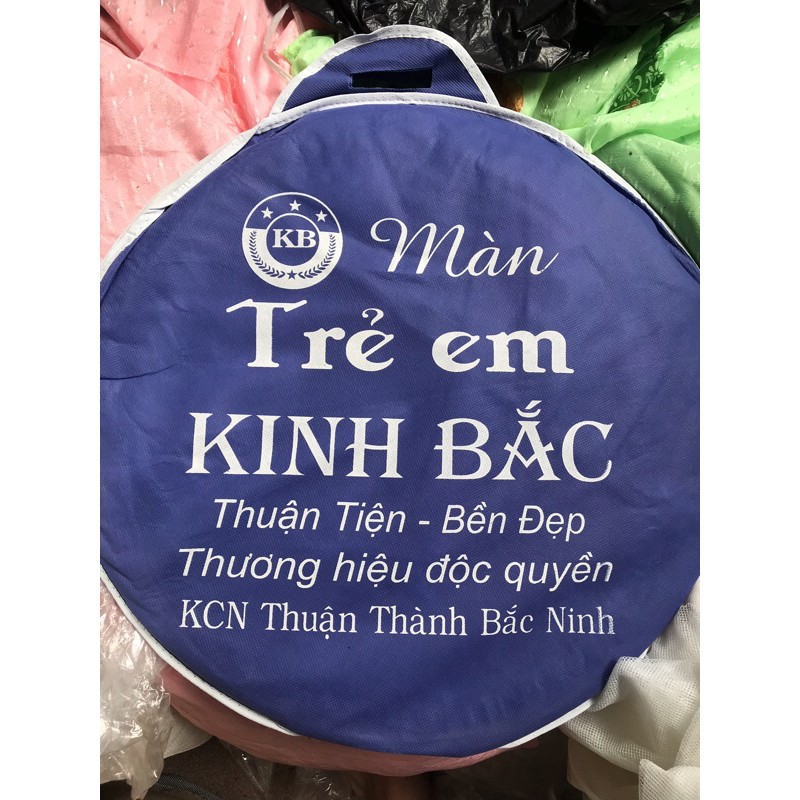 KB Màn
Trẻ em
KINH BẮC
Thuận Tiện - Bền Đẹp
Thương hiệu độc quyền
KCN Thuận Thành Bắc Ninh